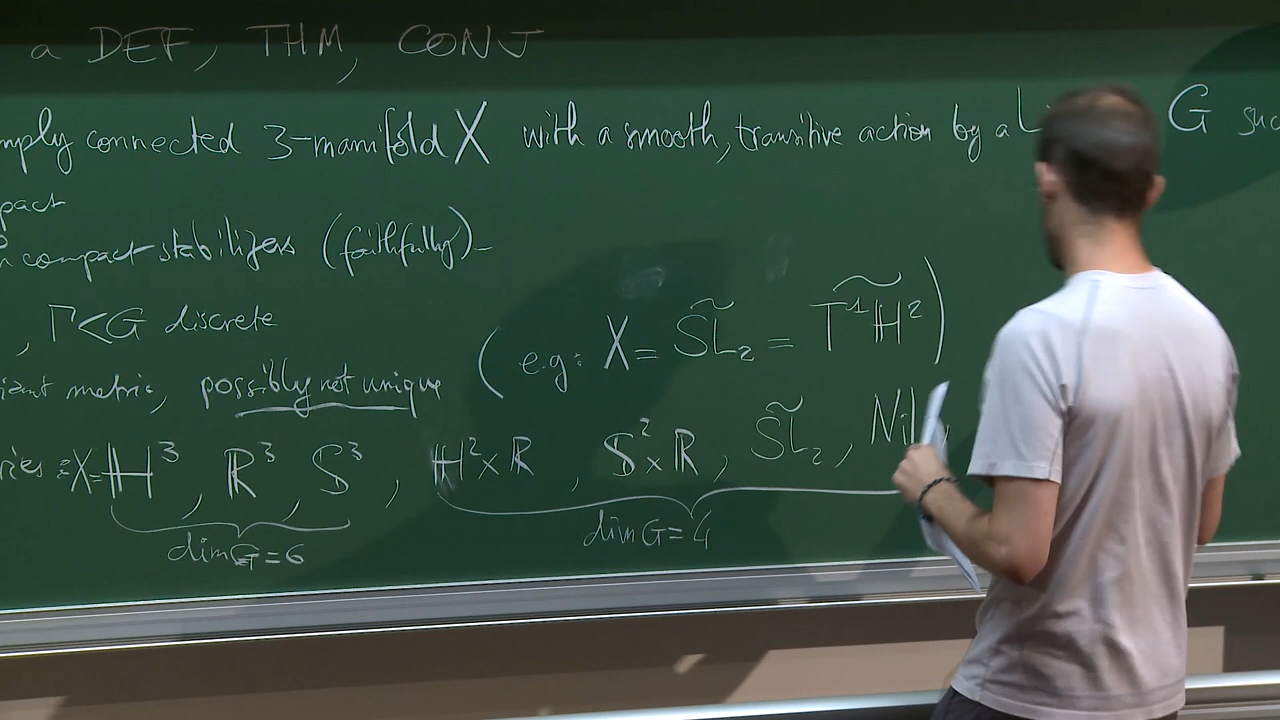 a DEF, THM, CONJ
mply connected 3-manifold X with a smooth, transitive action by a L G suc
pact
compact stabilizers (faithfully).
, Γ<G discrete
(e.g: X = S̃L₂ = T¹H̃²)
iant metric, possibly not unique
ries : X= ℍ³, ℝ³, S³, ℍ²×ℝ, S²×ℝ, S̃L₂, Nil,
dim G=6 dim G=4